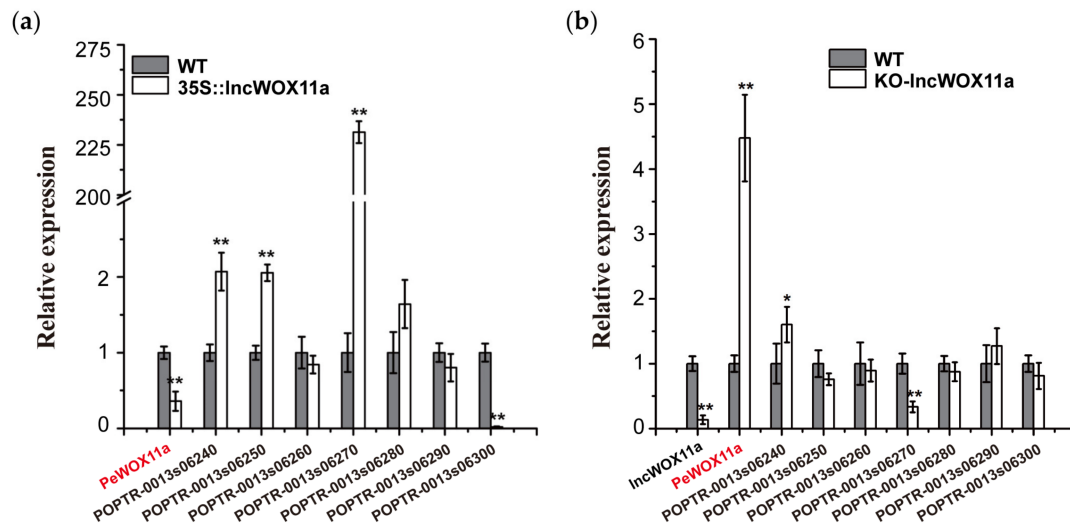 (a)
Relative expression
275
250
225
200
2
1
0
WT
35S::lncWOX11a
**
**
**
**
**
PeWOX11a
POPTR-0013s06240
POPTR-0013s06250
POPTR-0013s06260
POPTR-0013s06270
POPTR-0013s06280
POPTR-0013s06290
POPTR-0013s06300
(b)
Relative expression
6
5
4
3
2
1
0
WT
KO-lncWOX11a
**
**
*
**
lncWOX11a
PeWOX11a
POPTR-0013s06240
POPTR-0013s06250
POPTR-0013s06260
POPTR-0013s06270
POPTR-0013s06280
POPTR-0013s06290
POPTR-0013s06300